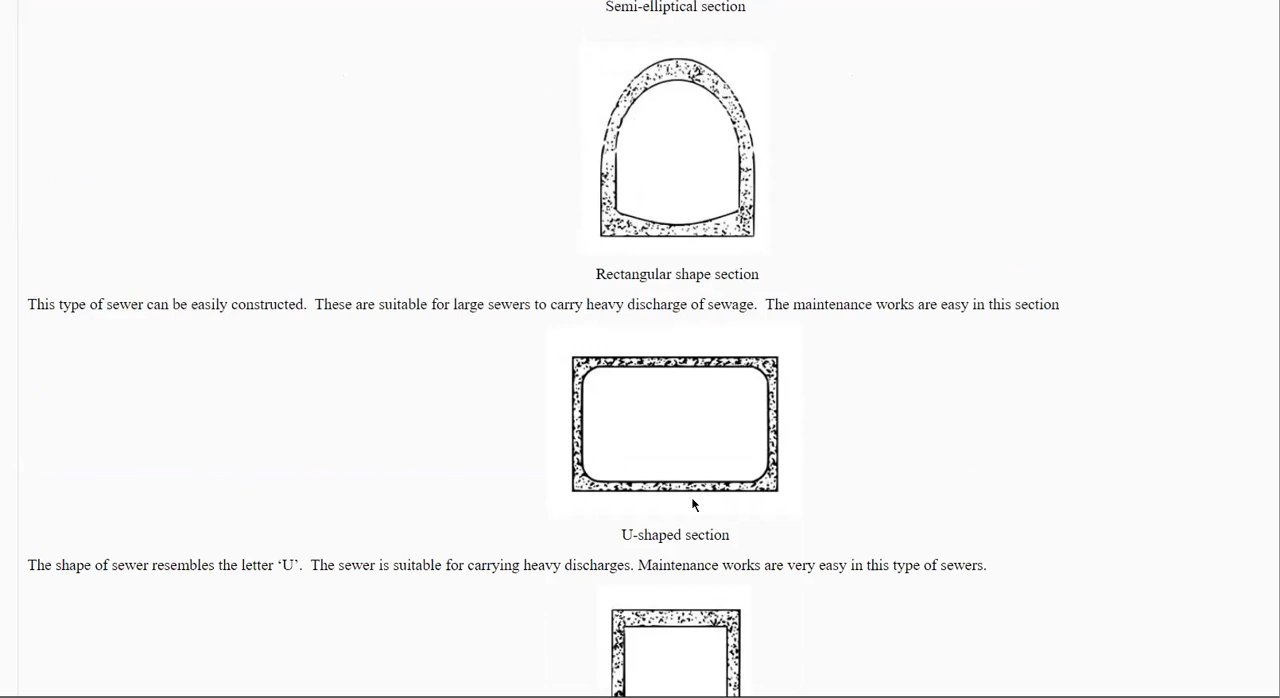 Semi-elliptical section
Rectangular shape section
This type of sewer can be easily constructed.  These are suitable for large sewers to carry heavy discharge of sewage.  The maintenance works are easy in this section
U-shaped section
The shape of sewer resembles the letter ‘U’.  The sewer is suitable for carrying heavy discharges. Maintenance works are very easy in this type of sewers.